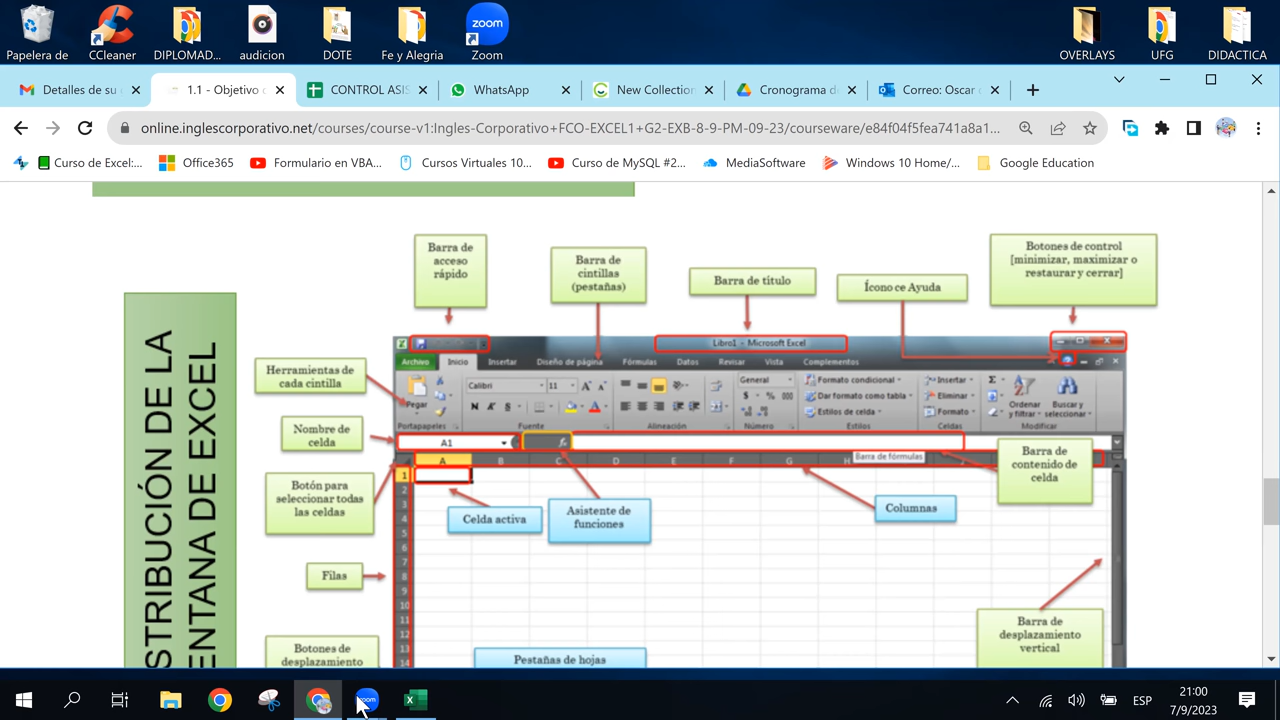 Papelera de
CCleaner
DIPLOMAD...
audicion
DOTE
Fe y Alegria
zoom
Zoom
OVERLAYS
UFG
DIDACTICA
Detalles de su
1.1 - Objetivo
CONTROL ASIS
WhatsApp
New Collection
Cronograma d
Correo: Oscar
online.inglescorporativo.net/courses/course-v1:Ingles-Corporativo+FCO-EXCEL1+G2-EXB-8-9-PM-09-23/courseware/e84f04f5fea741a8a1...
Curso de Excel:...
Office365
Formulario en VBA...
Cursos Virtuales 10...
Curso de MySQL #2...
MediaSoftware
Windows 10 Home/...
Google Education
Barra de
acceso
rápido
Barra de
cintillas
(pestañas)
Barra de título
Ícono ce Ayuda
Botones de control
[minimizar, maximizar o
restaurar y cerrar]
STRIBUCIÓN DE LA
ENTANA DE EXCEL
Herramientas de
cada cintilla
Nombre de
celda
Botón para
seleccionar todas
las celdas
Filas
Botones de
desplazamiento
Libro1 - Microsoft Excel
Archivo
Inicio
Insertar
Diseño de página
Fórmulas
Datos
Revisar
Vista
Complementos
Pegar
Calibri
11
N K S
General
Formato condicional
Dar formato como tabla
Estilos de celda
Insertar
Eliminar
Formato
Ordenar
y filtrar
Buscar y
seleccionar
Portapapeles
Fuente
Alineación
Número
Estilos
Celdas
Modificar
A1
Barra de fórmulas
A B C D E F G H
1
2
3
4
5
6
7
8
9
10
11
12
13
14
Celda activa
Asistente de
funciones
Columnas
Barra de
contenido de
celda
Barra de
desplazamiento
vertical
Pestañas de hojas
zoom
ESP
21:00
7/9/2023